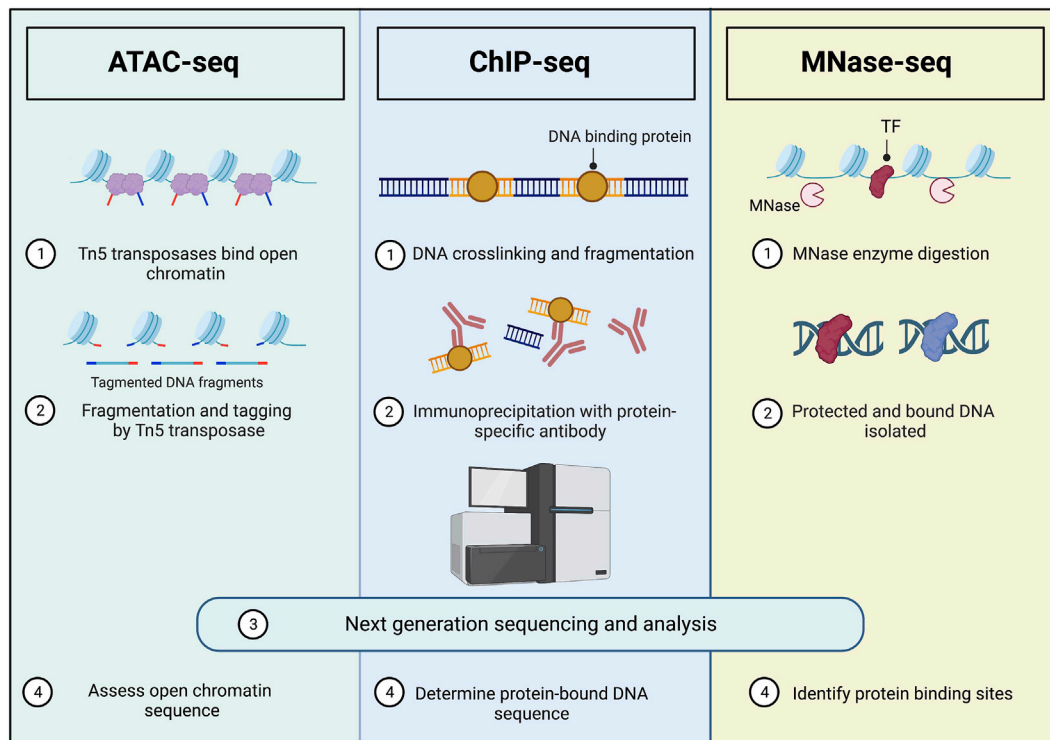 ATAC-seq
1 Tn5 transposases bind open
chromatin
Tagmented DNA fragments
2 Fragmentation and tagging
by Tn5 transposase
ChIP-seq
DNA binding protein
1 DNA crosslinking and fragmentation
2 Immunoprecipitation with protein-
specific antibody
MNase-seq
TF
MNase
1 MNase enzyme digestion
2 Protected and bound DNA
isolated
3 Next generation sequencing and analysis
4 Assess open chromatin
sequence
4 Determine protein-bound DNA
sequence
4 Identify protein binding sites